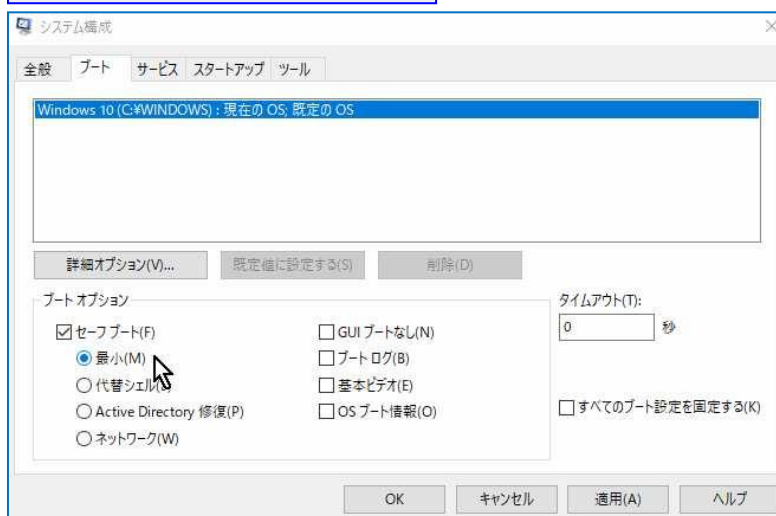 システム構成
全般 ブート サービス スタートアップ ツール
Windows 10 (C:¥WINDOWS) : 現在の OS; 既定の OS
詳細オプション(V)... 既定値に設定する(S) 削除(D)
ブート オプション
タイムアウト(T):
セーフ ブート(F) GUI ブートなし(N)
0 秒
最小(M) ブート ログ(B)
代替シェル( 基本ビデオ(E)
Active Directory 修復(P) OS ブート情報(O)
すべてのブート設定を固定する(K)
ネットワーク(W)
OK キャンセル 適用(A) ヘルプ